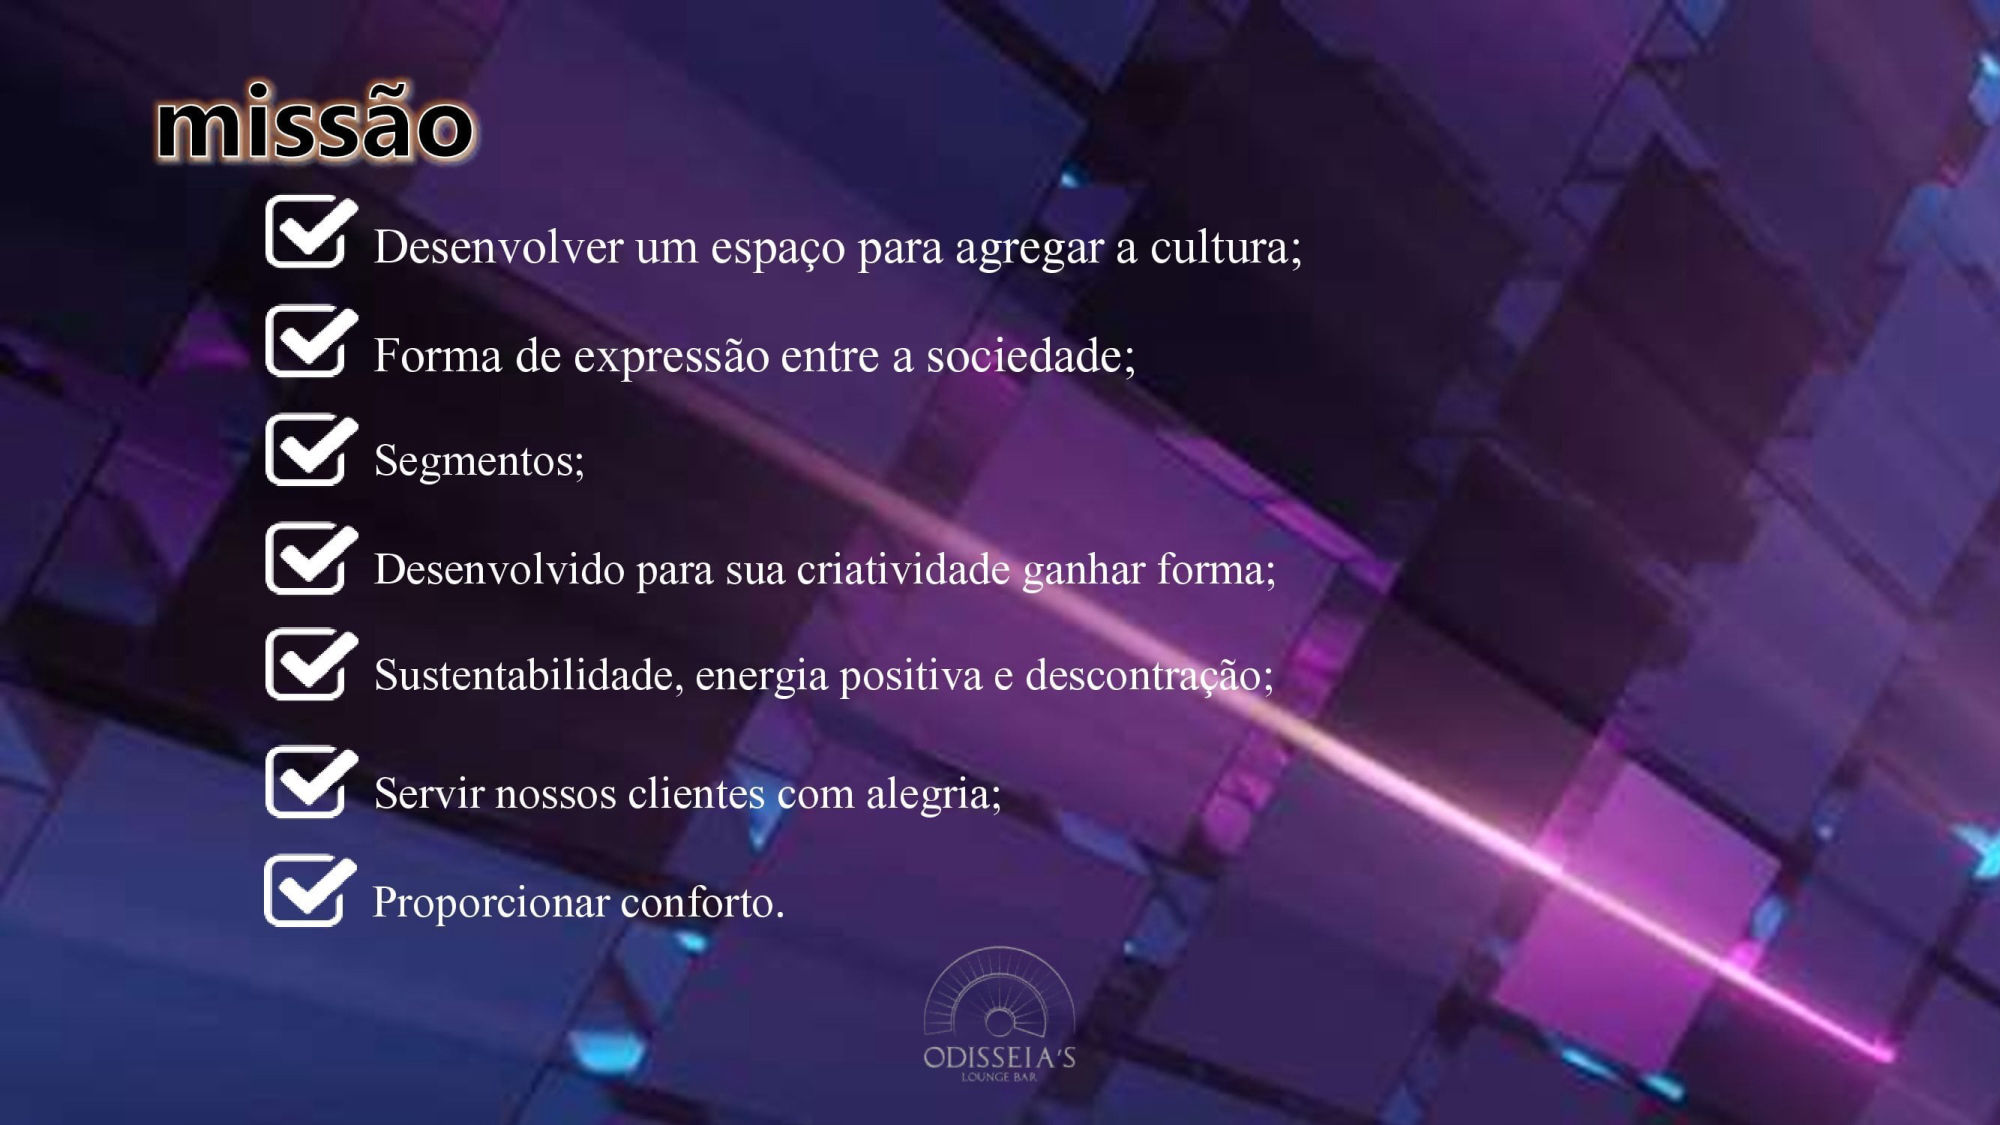 missão
Desenvolver um espaço para agregar a cultura;
Forma de expressão entre a sociedade;
Segmentos;
Desenvolvido para sua criatividade ganhar forma;
Sustentabilidade, energia positiva e descontração;
Servir nossos clientes com alegria;
Proporcionar conforto.
ODISSEIA'S
LOUNGE BAR